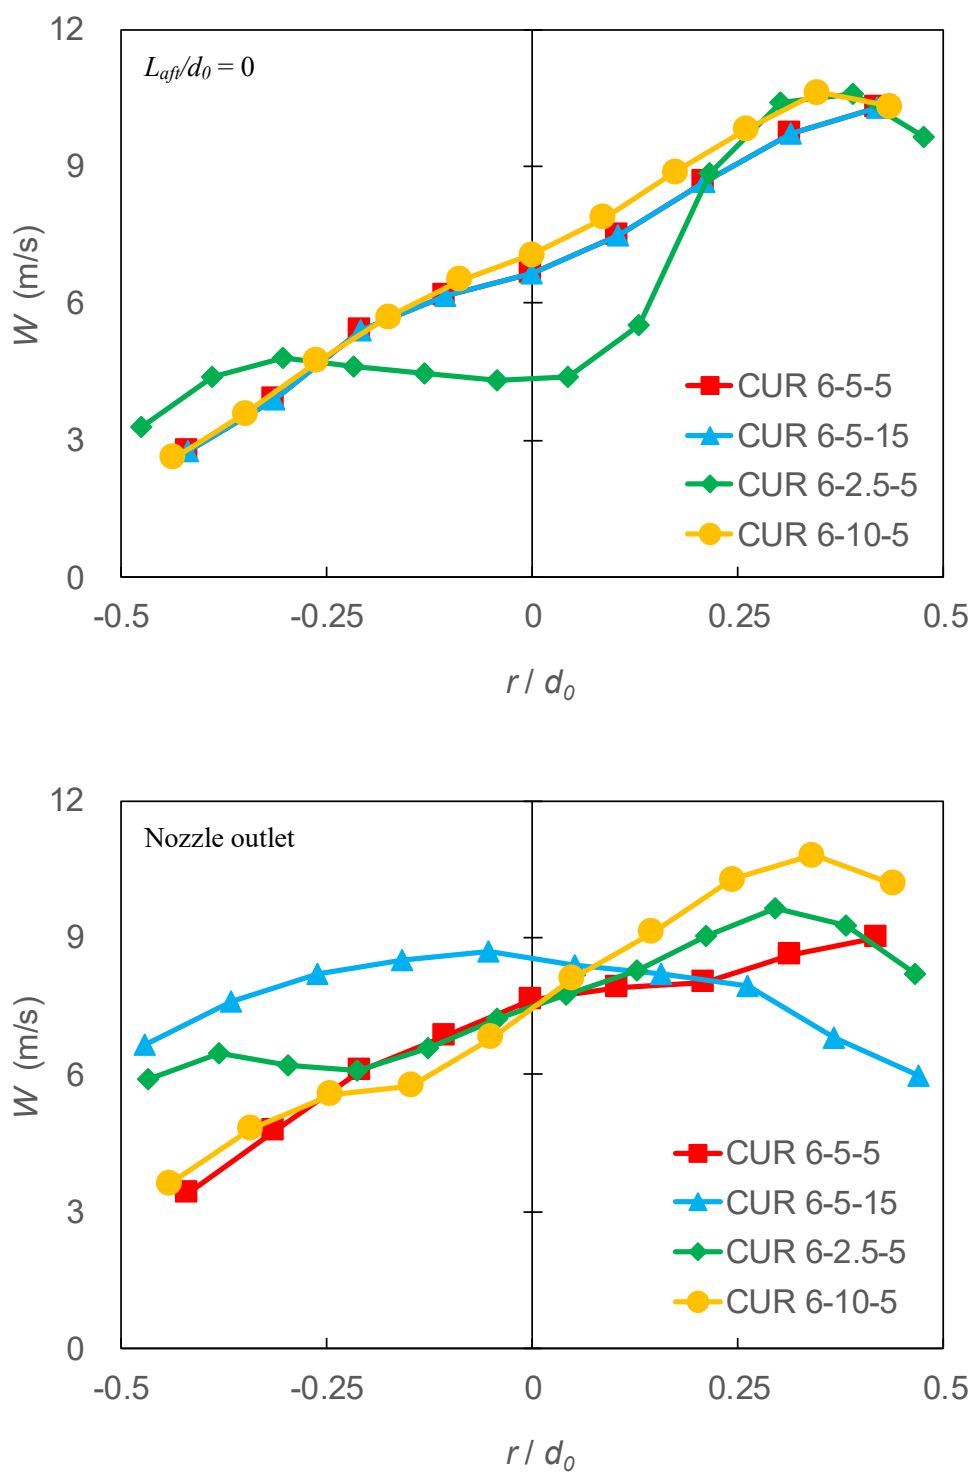 12
L_aft/d_0 = 0
9
W (m/s)
6
3
0
CUR 6-5-5
CUR 6-5-15
CUR 6-2.5-5
CUR 6-10-5
-0.5 -0.25 0 0.25 0.5
r / d_0
12
Nozzle outlet
9
W (m/s)
6
3
0
CUR 6-5-5
CUR 6-5-15
CUR 6-2.5-5
CUR 6-10-5
-0.5 -0.25 0 0.25 0.5
r / d_0